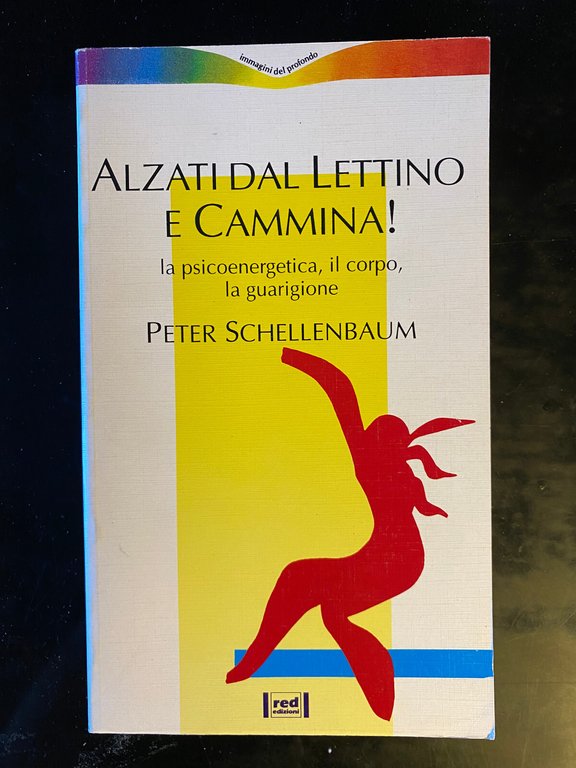 immagini del profondo
ALZATI DAL LETTINO
E CAMMINA!
la psicoenergetica, il corpo,
la guarigione
PETER SCHELLENBAUM
red
edizioni